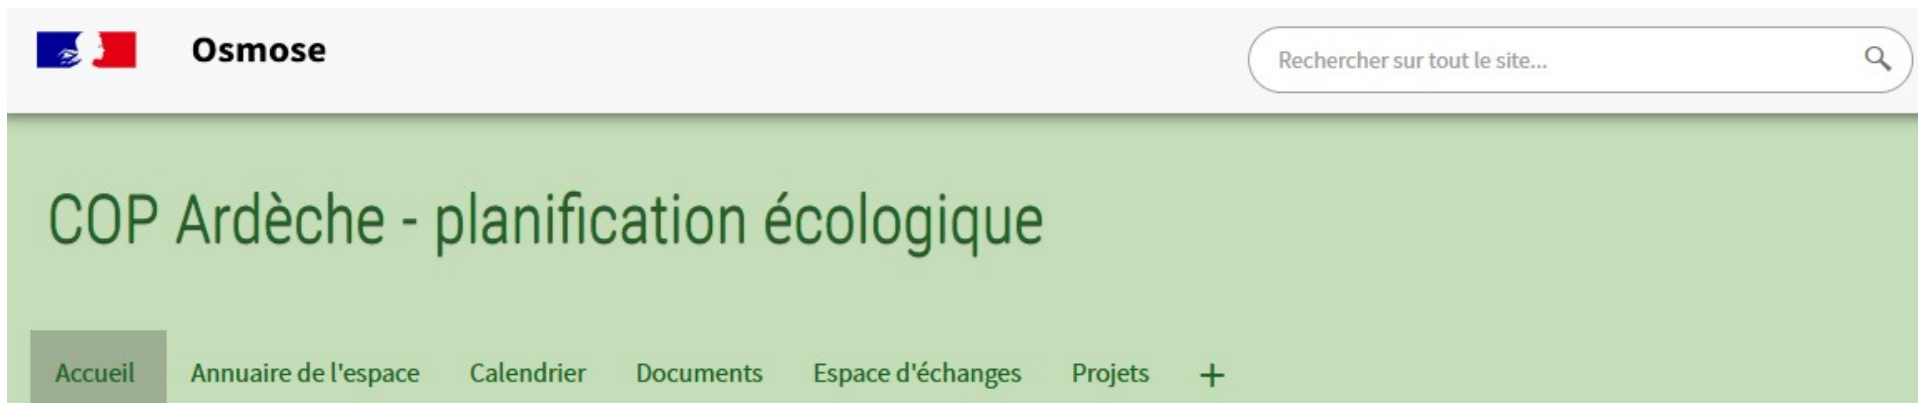 Osmose
Rechercher sur tout le site...
COP Ardèche - planification écologique
Accueil Annuaire de l'espace Calendrier Documents Espace d'échanges Projets +